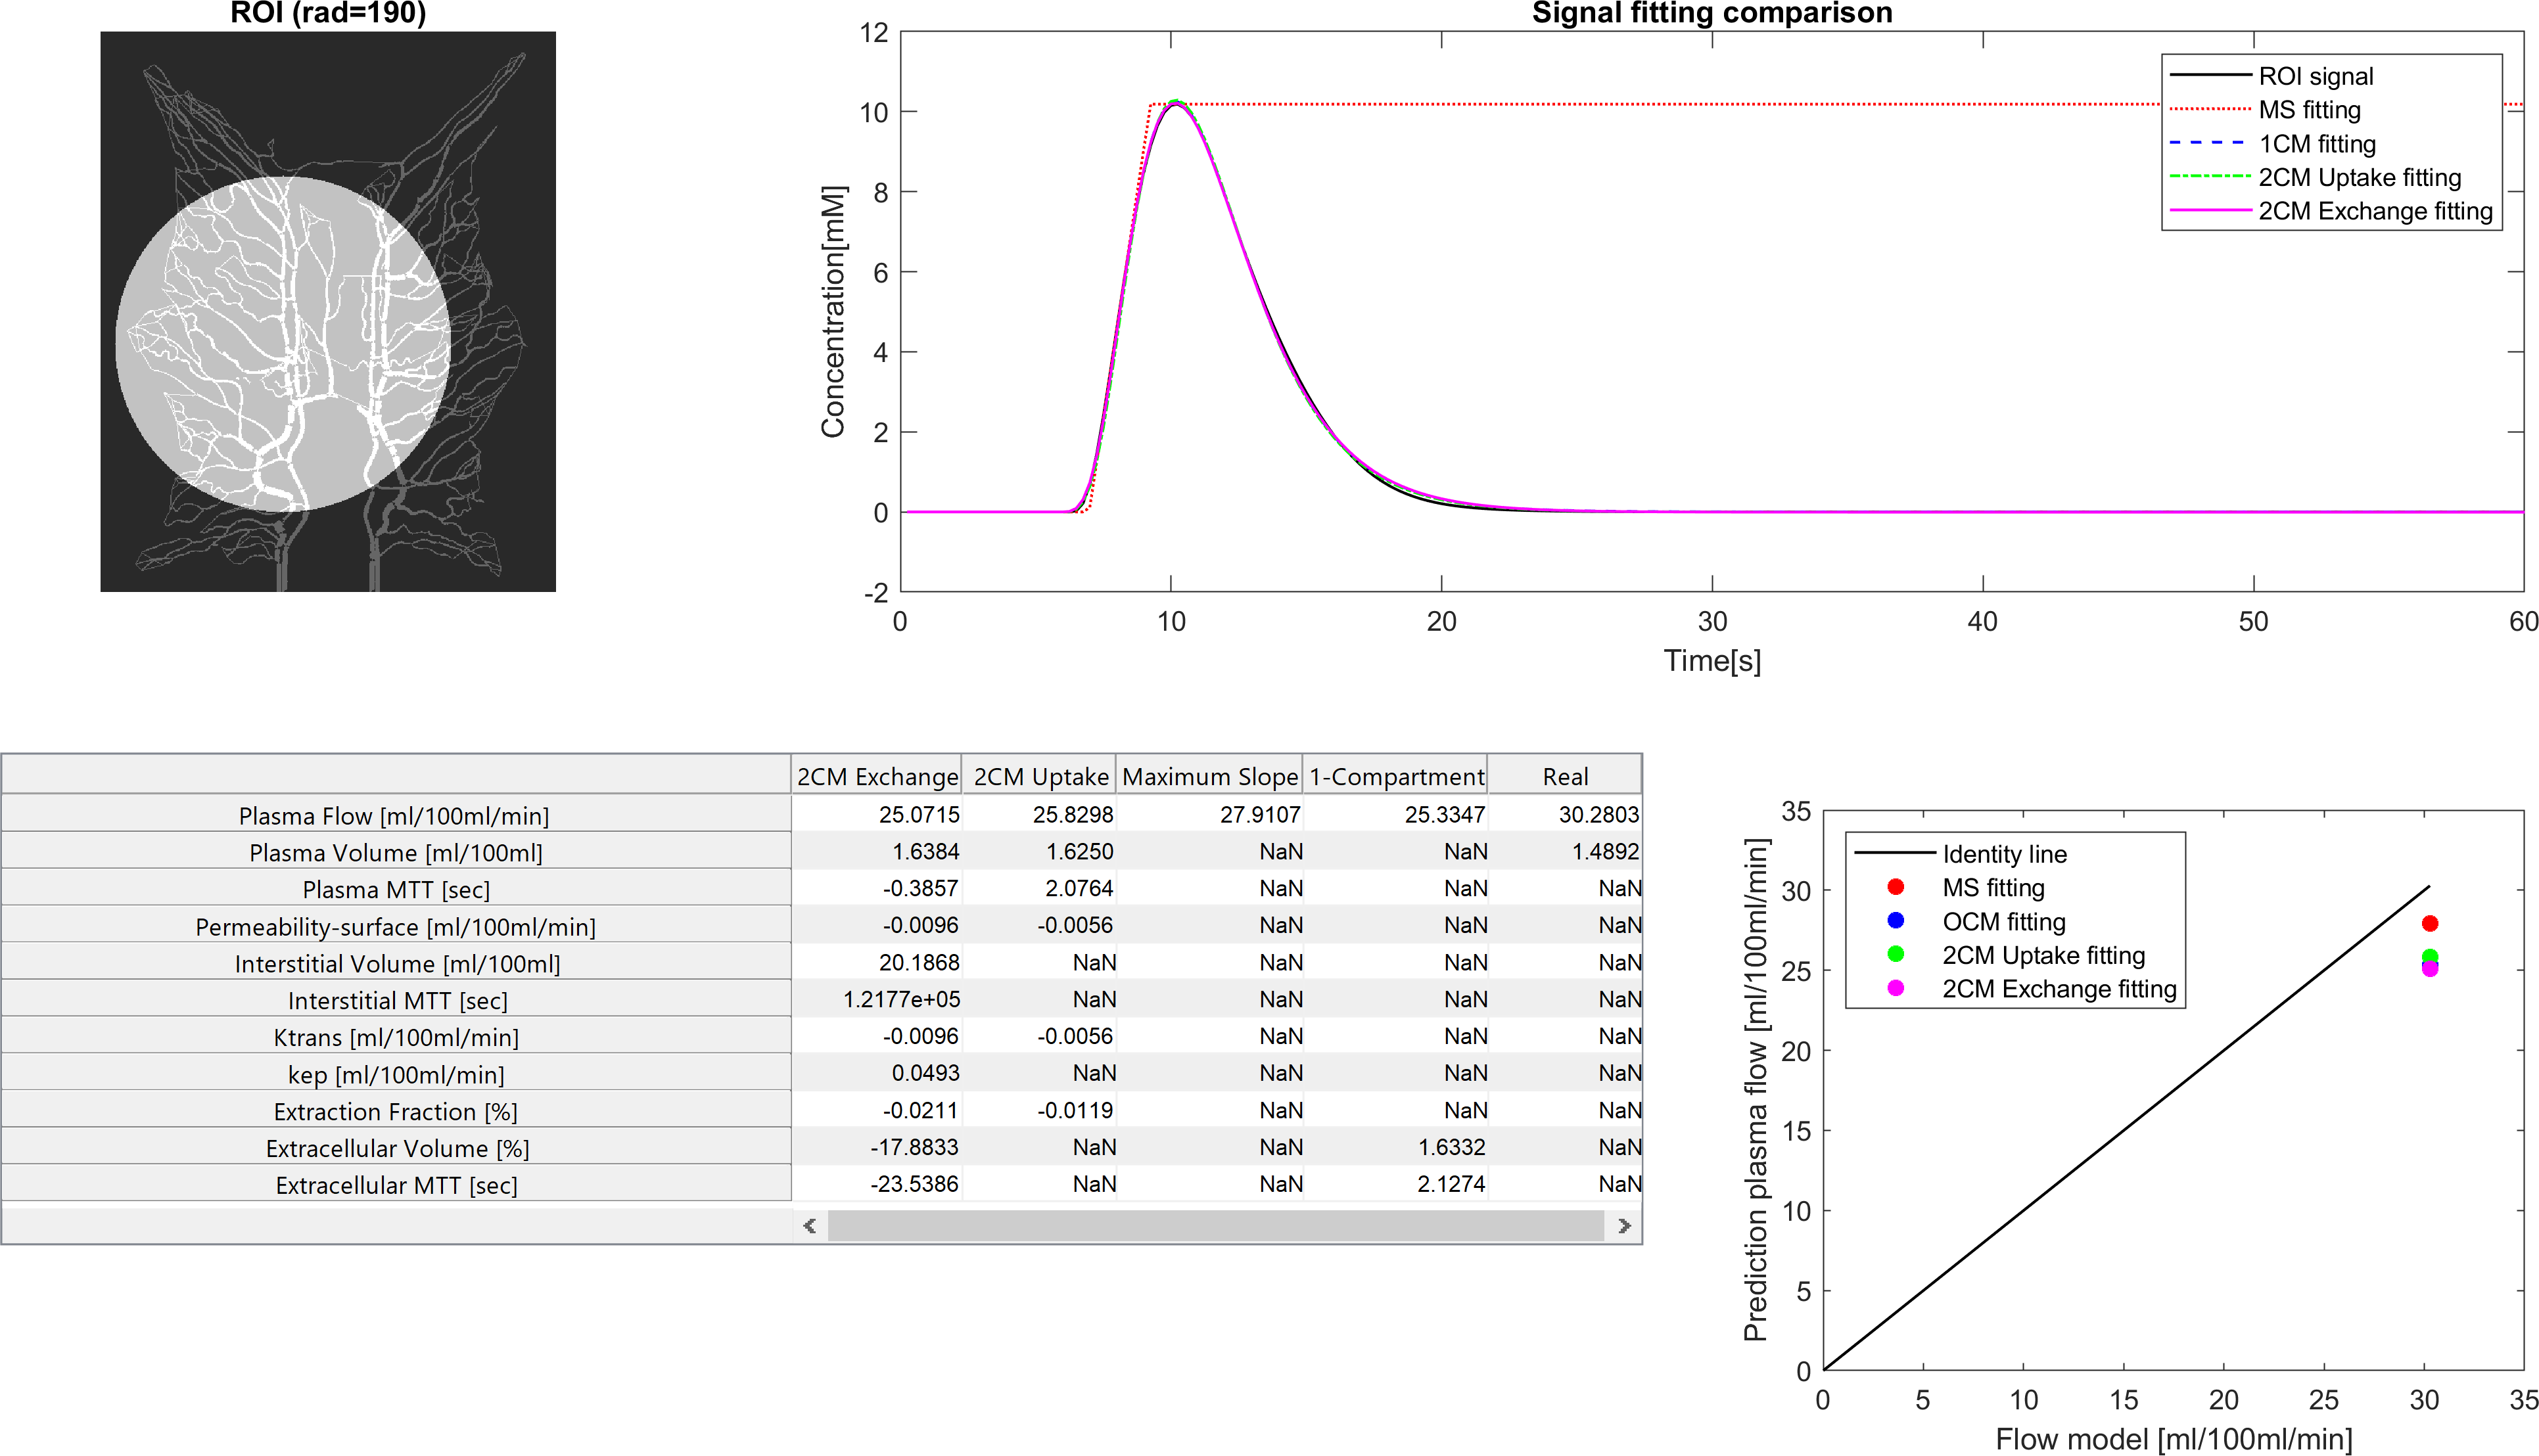 ROI (rad=190)
Signal fitting comparison
12
10
8
6
4
2
0
-2
Concentration[mM]
0 10 20 30 40 50 60
Time[s]
ROI signal
MS fitting
1CM fitting
2CM Uptake fitting
2CM Exchange fitting
2CM Exchange 2CM Uptake Maximum Slope 1-Compartment Real
Plasma Flow [ml/100ml/min] 25.0715 25.8298 27.9107 25.3347 30.2803
Plasma Volume [ml/100ml] 1.6384 1.6250 NaN NaN 1.4892
Plasma MTT [sec] -0.3857 2.0764 NaN NaN NaN
Permeability-surface [ml/100ml/min] -0.0096 -0.0056 NaN NaN NaN
Interstitial Volume [ml/100ml] 20.1868 NaN NaN NaN NaN
Interstitial MTT [sec] 1.2177e+05 NaN NaN NaN NaN
Ktrans [ml/100ml/min] -0.0096 -0.0056 NaN NaN NaN
kep [ml/100ml/min] 0.0493 NaN NaN NaN NaN
Extraction Fraction [%] -0.0211 -0.0119 NaN NaN NaN
Extracellular Volume [%] -17.8833 NaN NaN 1.6332 NaN
Extracellular MTT [sec] -23.5386 NaN NaN 2.1274 NaN
35
30
25
20
15
10
5
0
Prediction plasma flow [ml/100ml/min]
Identity line
MS fitting
OCM fitting
2CM Uptake fitting
2CM Exchange fitting
0 5 10 15 20 25 30 35
Flow model [ml/100ml/min]